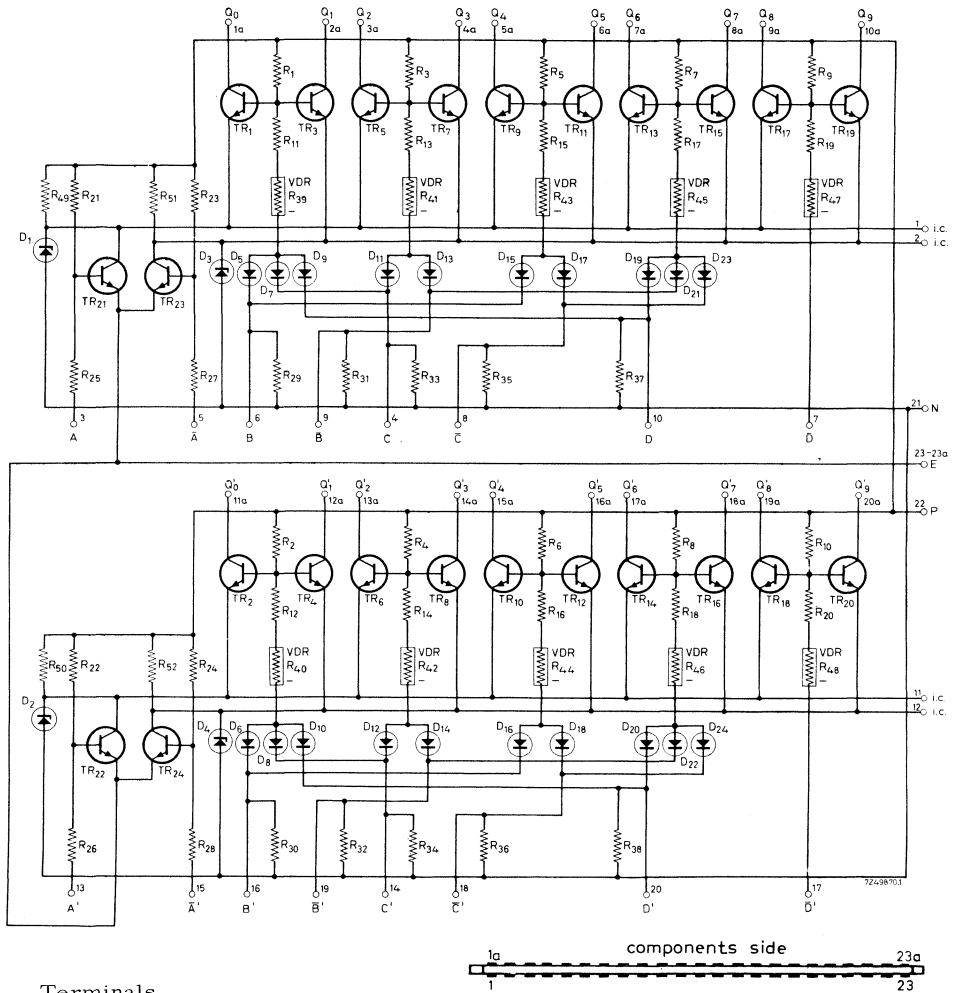 Q0 Q1 Q2 Q3 Q4 Q5 Q6 Q7 Q8 Q9
1a 2a 3a 4a 5a 6a 7a 8a 9a 10a
R1 R3 R5 R7 R9
TR1 TR3 TR5 TR7 TR9 TR11 TR13 TR15 TR17 TR19
R11 R13 R15 R17 R19
R49 R21 R51 R23
VDR R39 − VDR R41 − VDR R43 − VDR R45 − VDR R47 −
1 i.c.
2 i.c.
D1 D3 D5 D7 D9 D11 D13 D15 D17 D19 D21 D23
TR21 TR23
R25 R27 R29 R31 R33 R35 R37
21 N
3 5 6 9 4 8 10 7
A Ā B B̄ C C̄ D D̄
23-23a E
Q'0 Q'1 Q'2 Q'3 Q'4 Q'5 Q'6 Q'7 Q'8 Q'9
11a 12a 13a 14a 15a 16a 17a 18a 19a 20a
22 P
R2 R4 R6 R8 R10
TR2 TR4 TR6 TR8 TR10 TR12 TR14 TR16 TR18 TR20
R12 R14 R16 R18 R20
R50 R22 R52 R24
VDR R40 − VDR R42 − VDR R44 − VDR R46 − VDR R48 −
11 i.c.
12 i.c.
D2 D4 D6 D8 D10 D12 D14 D16 D18 D20 D22 D24
TR22 TR24
R26 R28 R30 R32 R34 R36 R38
7Z49870.1
13 15 16 19 14 18 20 17
A' Ā' B' B̄' C' C̄' D' D̄'
components side
1a 23a
1 23
Terminals